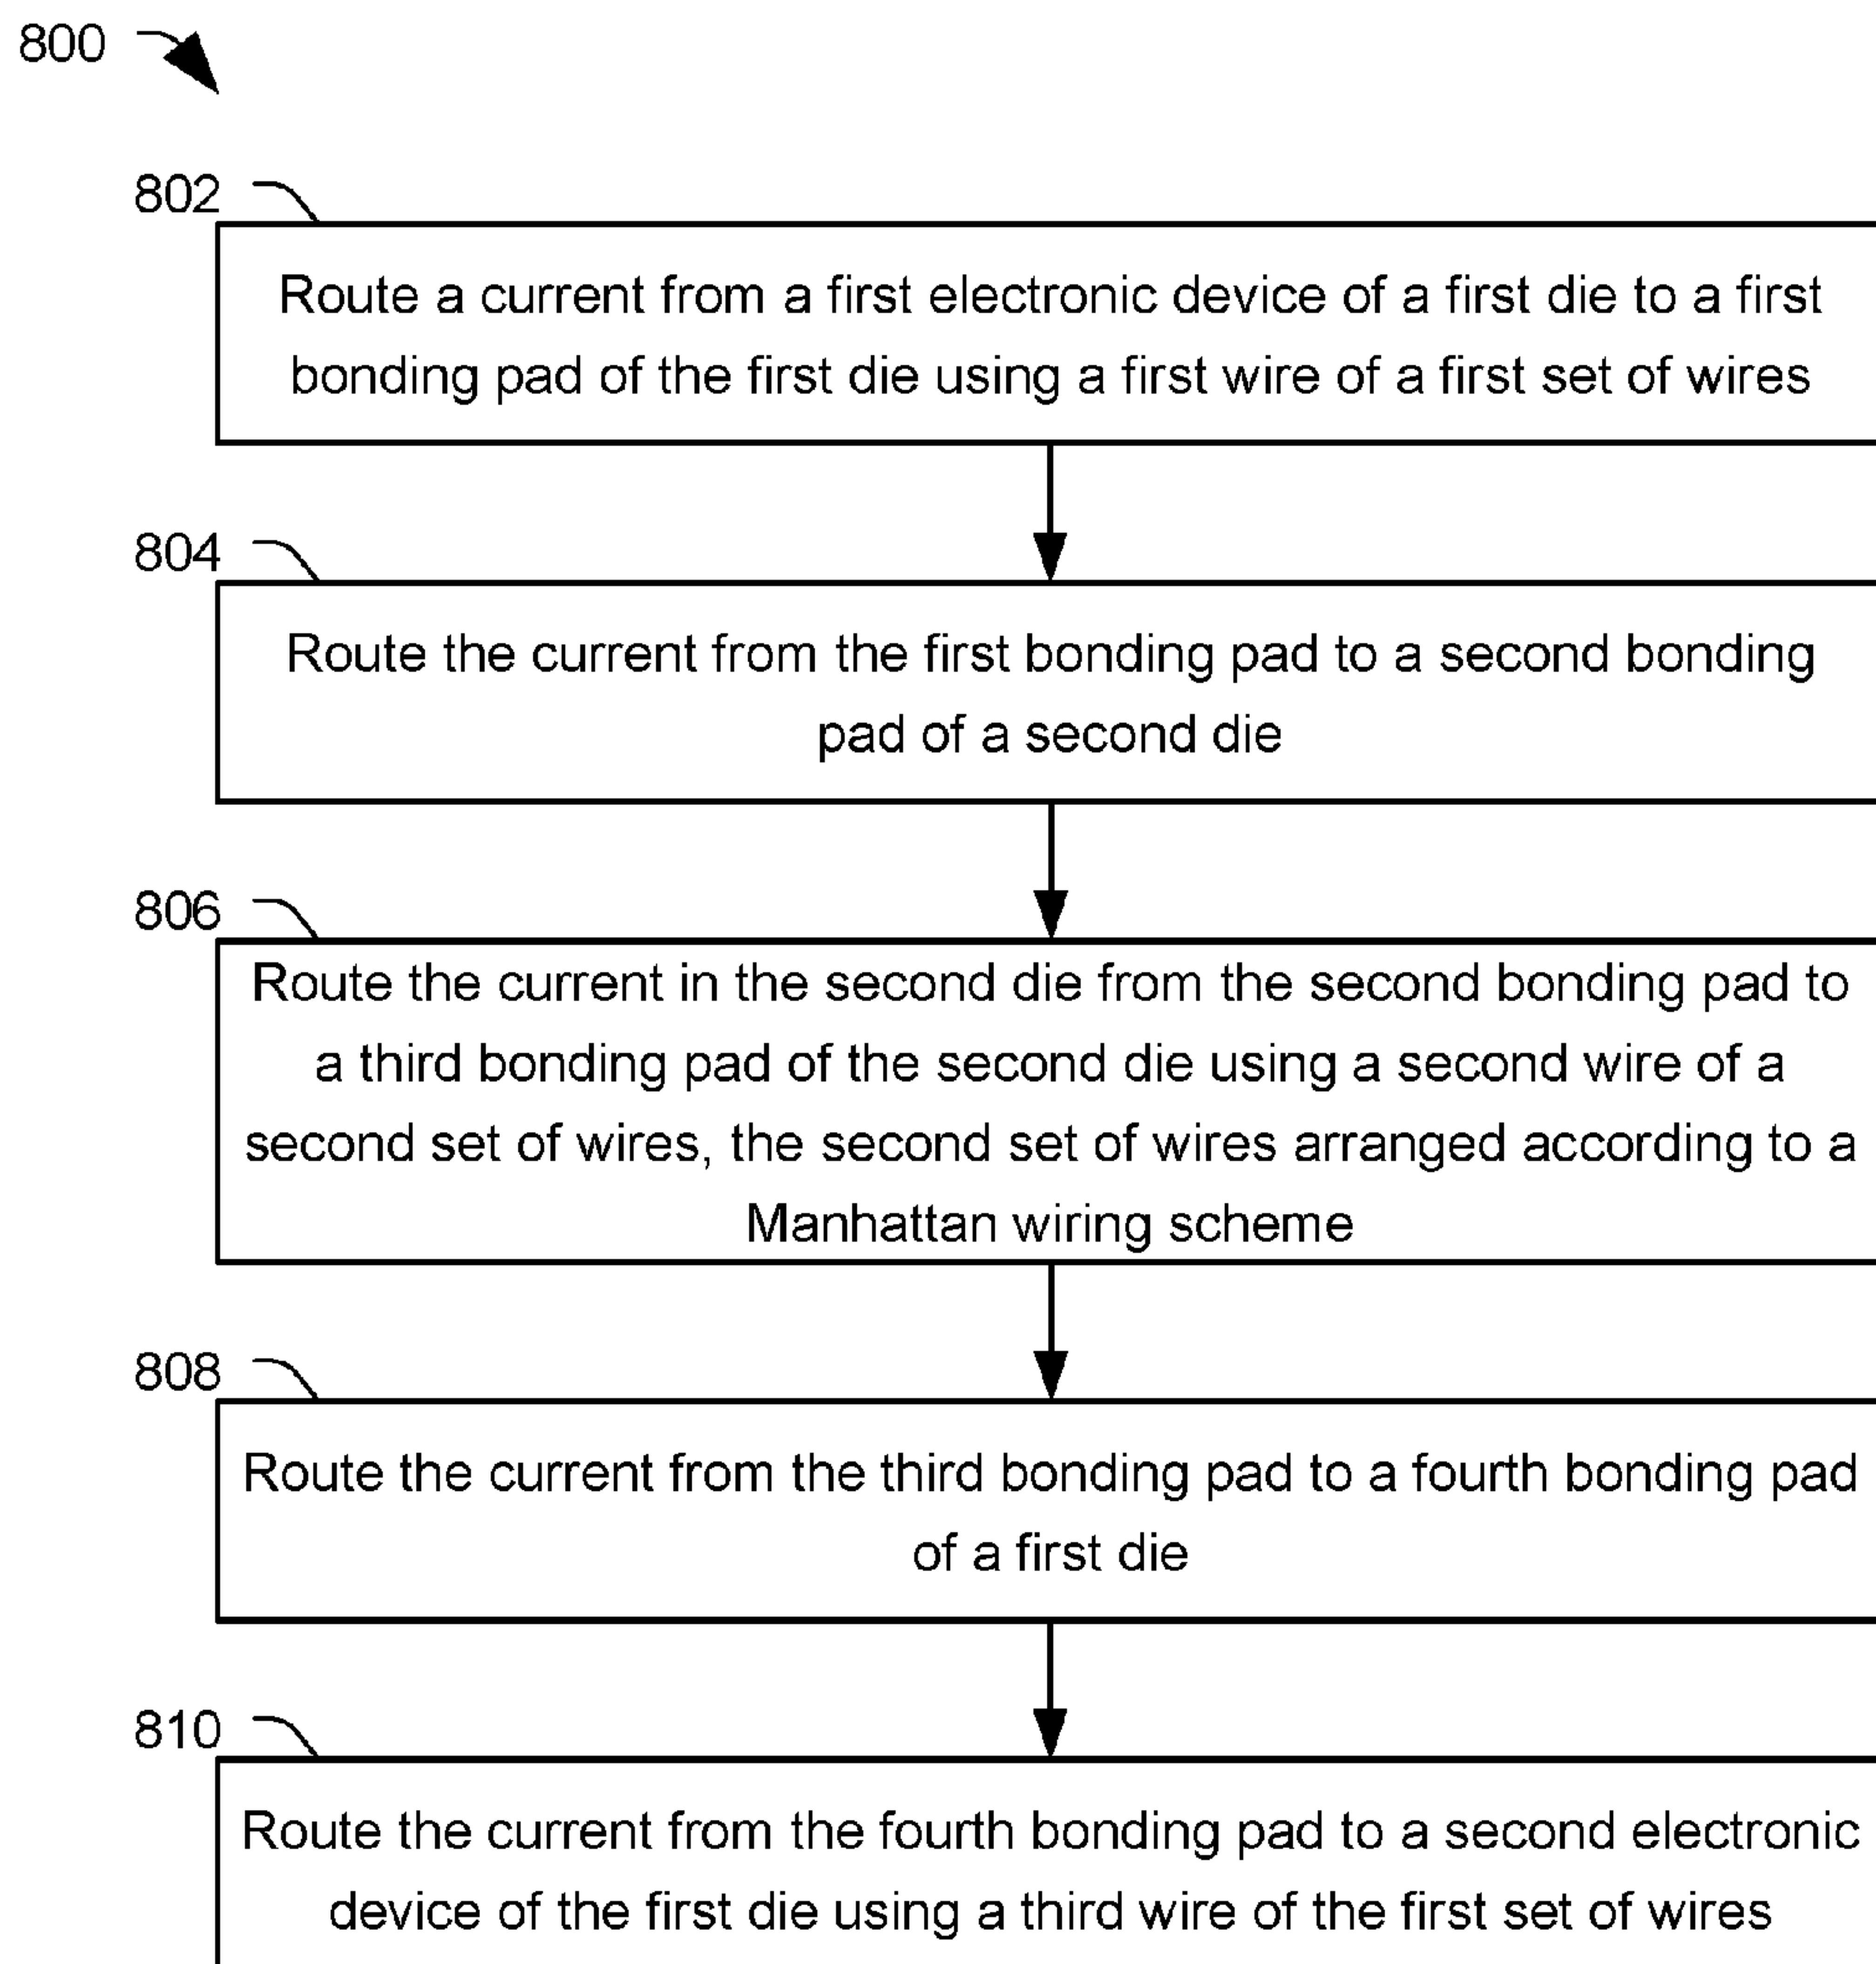 800
802
Route a current from a first electronic device of a first die to a first
bonding pad of the first die using a first wire of a first set of wires
804
Route the current from the first bonding pad to a second bonding
pad of a second die
806
Route the current in the second die from the second bonding pad to
a third bonding pad of the second die using a second wire of a
second set of wires, the second set of wires arranged according to a
Manhattan wiring scheme
808
Route the current from the third bonding pad to a fourth bonding pad
of a first die
810
Route the current from the fourth bonding pad to a second electronic
device of the first die using a third wire of the first set of wires